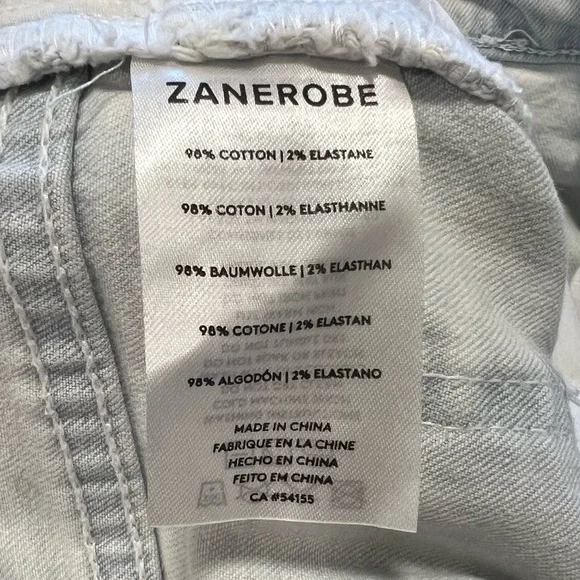 ZANEROBE
98% COTTON | 2% ELASTANE
98% COTON | 2% ELASTHANNE
98% BAUMWOLLE | 2% ELASTHAN
98% COTONE | 2% ELASTAN
98% ALGODÓN | 2% ELASTANO
MADE IN CHINA
FABRIQUE EN LA CHINE
HECHO EN CHINA
FEITO EM CHINA
CA #54155